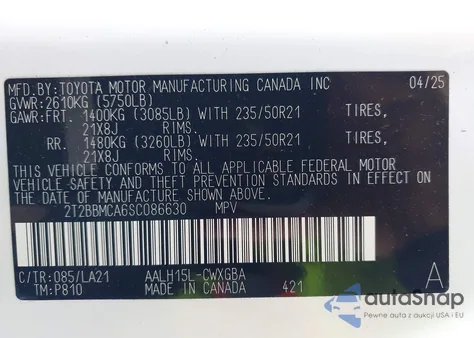 MFD.BY:TOYOTA MOTOR MANUFACTURING CANADA INC 04/25
GVWR:2610KG (5750LB)
GAWR:FRT. 1400KG (3085LB) WITH 235/50R21 TIRES,
21X8J RIMS.
RR. 1480KG (3260LB) WITH 235/50R21 TIRES,
21X8J RIMS.
THIS VEHICLE CONFORMS TO ALL APPLICABLE FEDERAL MOTOR
VEHICLE SAFETY AND THEFT PREVENTION STANDARDS IN EFFECT ON
THE DATE OF MANUFACTURE SHOWN ABOVE.
2T2BBMCA6SC086630 MPV
C/TR:085/LA21 AALH15L-CWXGBA A
TM:P810 MADE IN CANADA 421
autoSnap
Pewne auta z dostawą z USA i EU